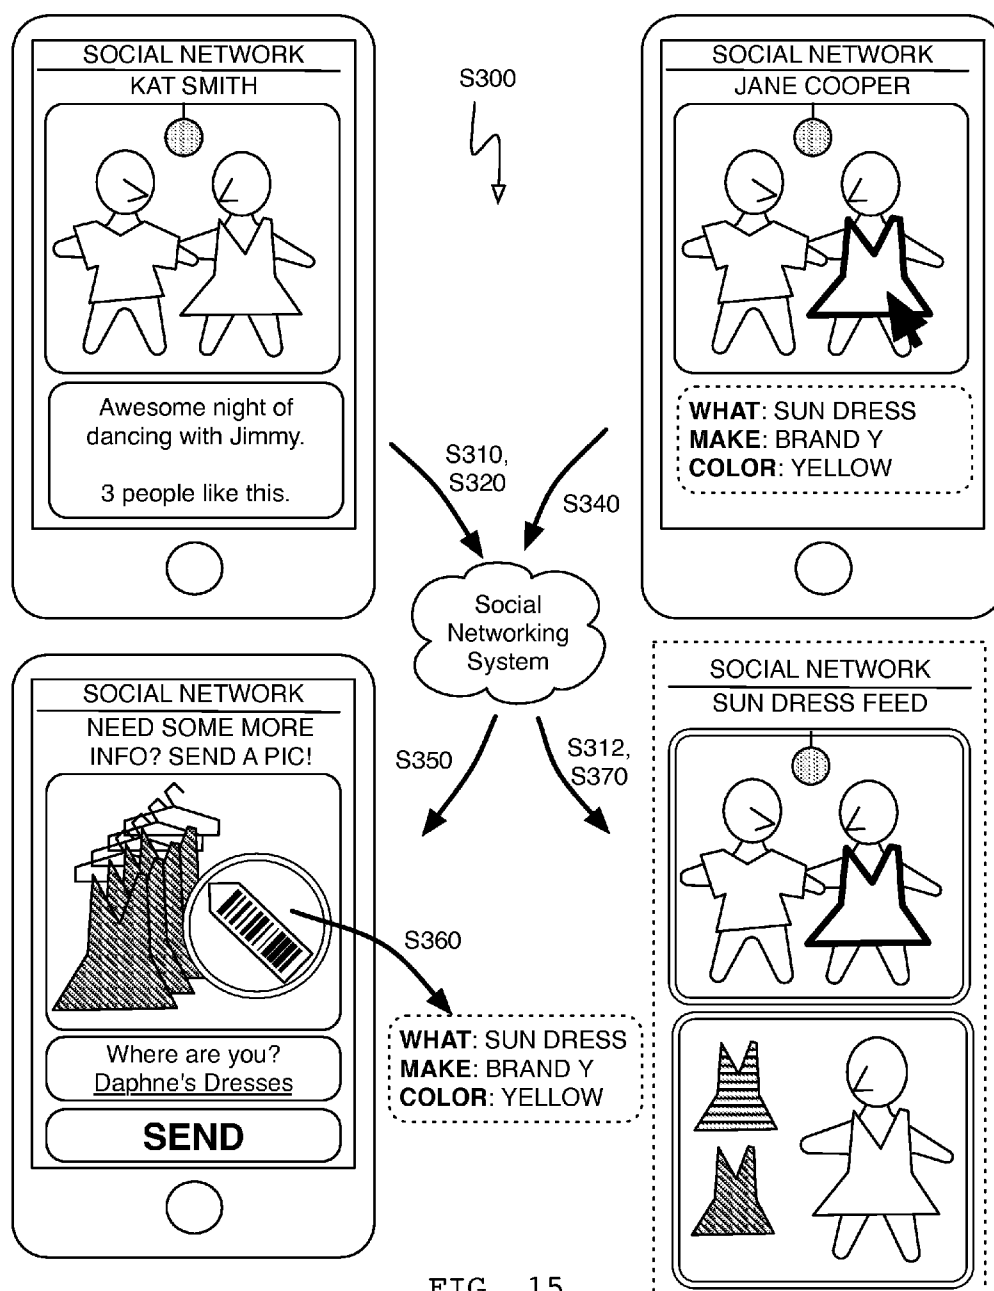 SOCIAL NETWORK
KAT SMITH
Awesome night of
dancing with Jimmy.
3 people like this.
S300
SOCIAL NETWORK
JANE COOPER
WHAT: SUN DRESS
MAKE: BRAND Y
COLOR: YELLOW
S310,
S320
S340
Social
Networking
System
S350
S312,
S370
SOCIAL NETWORK
NEED SOME MORE
INFO? SEND A PIC!
Where are you?
Daphne's Dresses
SEND
S360
WHAT: SUN DRESS
MAKE: BRAND Y
COLOR: YELLOW
SOCIAL NETWORK
SUN DRESS FEED
FIG. 15